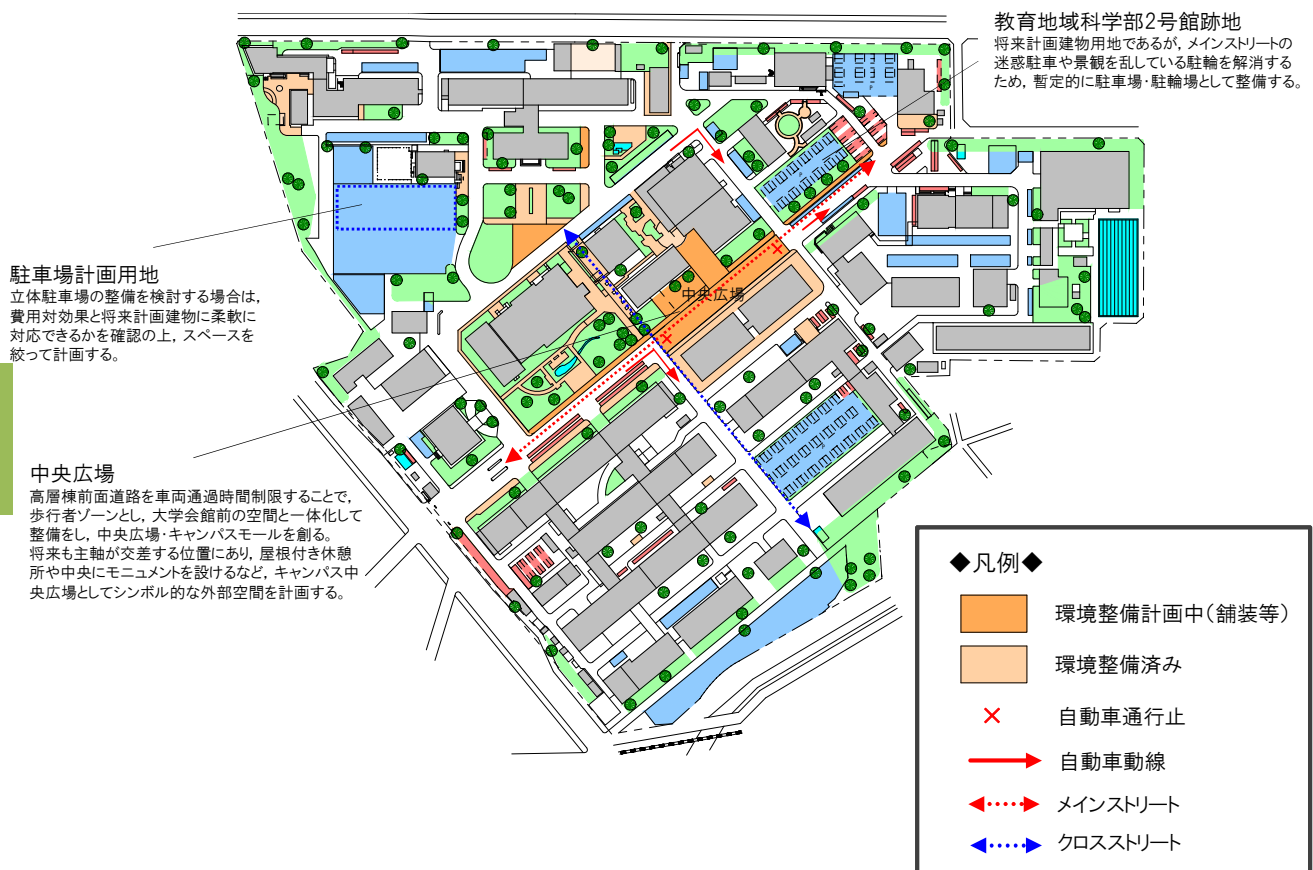 教育地域科学部2号館跡地
将来計画建物用地であるが，メインストリートの
迷惑駐車や景観を乱している駐輪を解消する
ため，暫定的に駐車場・駐輪場として整備する。
中央広場
駐車場計画用地
立体駐車場の整備を検討する場合は，
費用対効果と将来計画建物に柔軟に
対応できるかを確認の上，スペースを
絞って計画する。
中央広場
高層棟前面道路を車両通過時間制限することで，
歩行者ゾーンとし，大学会館前の空間と一体化して
整備をし，中央広場・キャンパスモールを創る。
将来も主軸が交差する位置にあり，屋根付き休憩
所や中央にモニュメントを設けるなど，キャンパス中
央広場としてシンボル的な外部空間を計画する。
◆凡例◆
環境整備計画中（舗装等）
環境整備済み
自動車通行止
自動車動線
メインストリート
クロスストリート